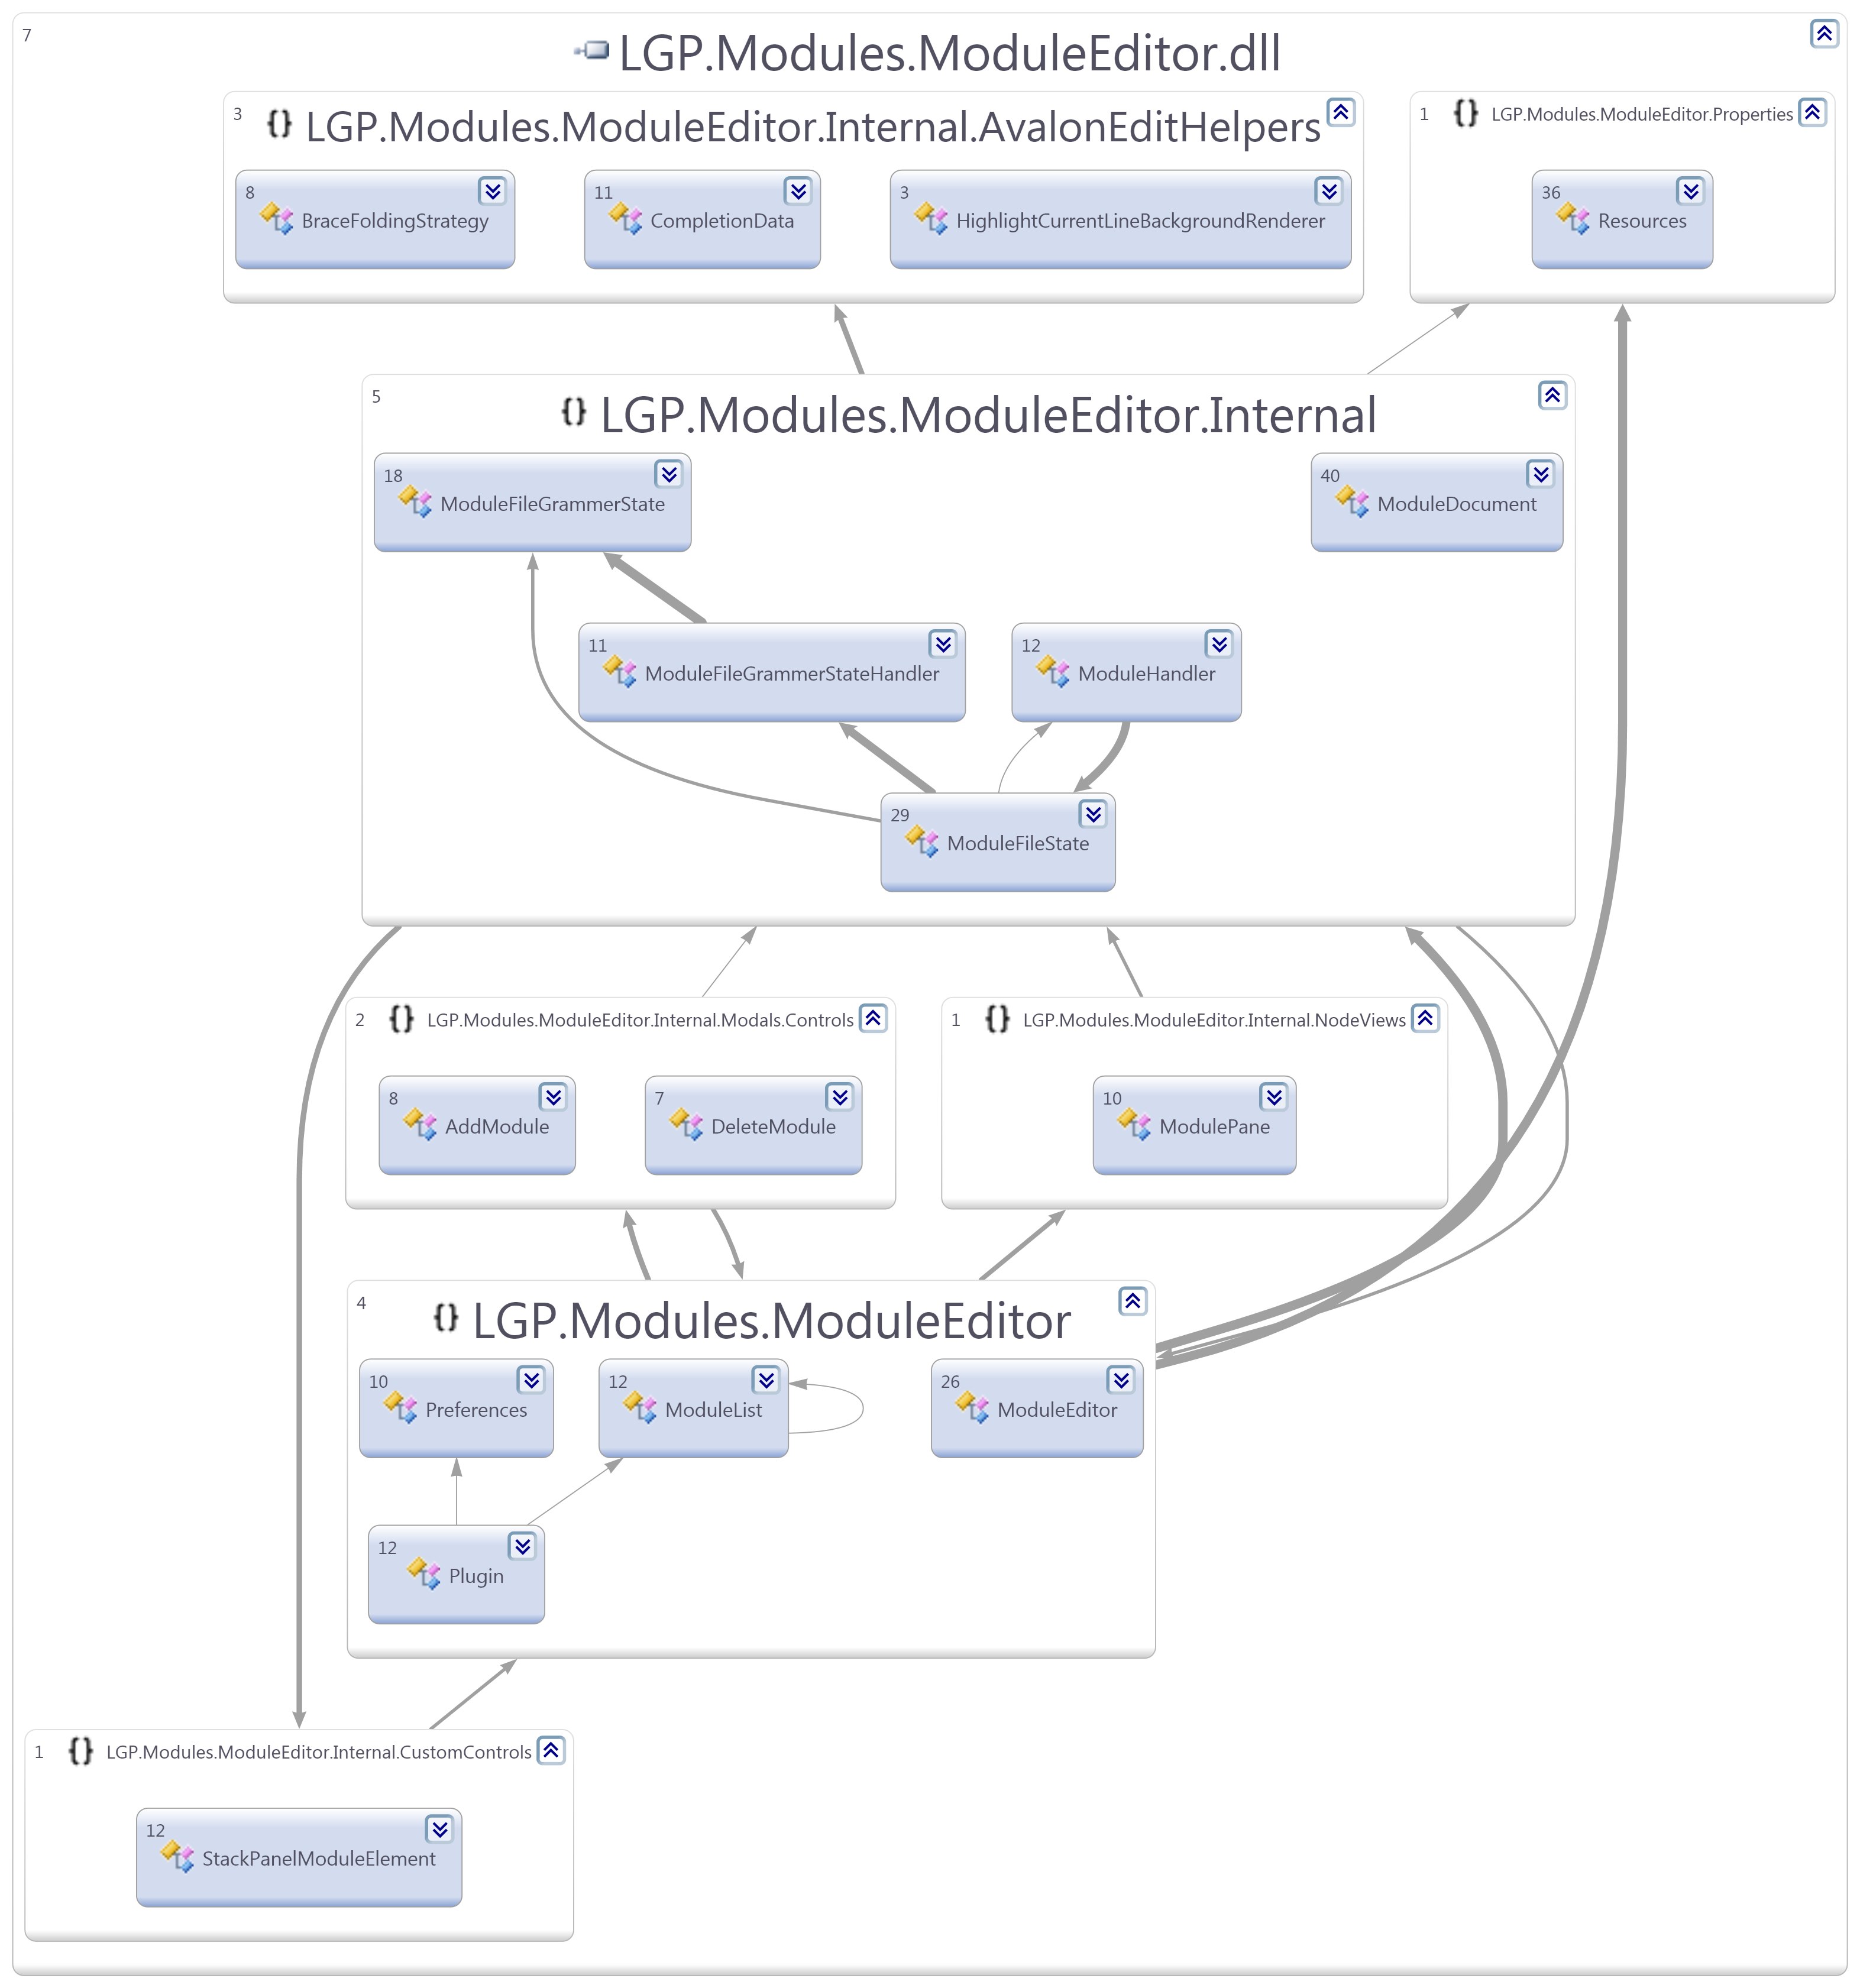 7
LGP.Modules.ModuleEditor.dll
3
{} LGP.Modules.ModuleEditor.Internal.AvalonEditHelpers
8
BraceFoldingStrategy
11
CompletionData
3
HighlightCurrentLineBackgroundRenderer
1
{} LGP.Modules.ModuleEditor.Properties
36
Resources
5
{} LGP.Modules.ModuleEditor.Internal
18
ModuleFileGrammerState
40
ModuleDocument
11
ModuleFileGrammerStateHandler
12
ModuleHandler
29
ModuleFileState
2
{} LGP.Modules.ModuleEditor.Internal.Modals.Controls
8
AddModule
7
DeleteModule
1
{} LGP.Modules.ModuleEditor.Internal.NodeViews
10
ModulePane
4
{} LGP.Modules.ModuleEditor
10
Preferences
12
ModuleList
26
ModuleEditor
12
Plugin
1
{} LGP.Modules.ModuleEditor.Internal.CustomControls
12
StackPanelModuleElement